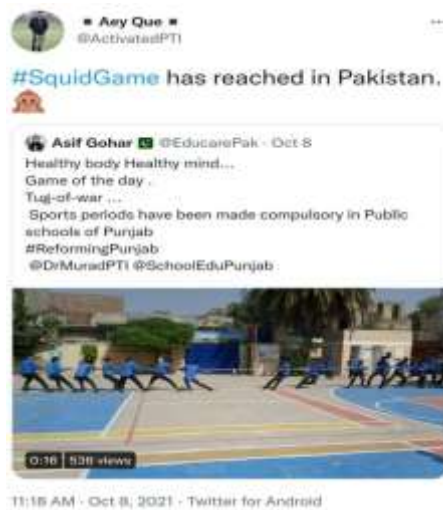 Aey Que
@ActivatedPTI
#SquidGame has reached in Pakistan.
Asif Gohar @EducarePak · Oct 8
Healthy body Healthy mind...
Game of the day .
Tug-of-war ...
Sports periods have been made compulsory in Public
schools of Punjab
#ReformingPunjab
@DrMuradPTI @SchoolEduPunjab
0:16 536 views
11:18 AM · Oct 8, 2021 · Twitter for Android